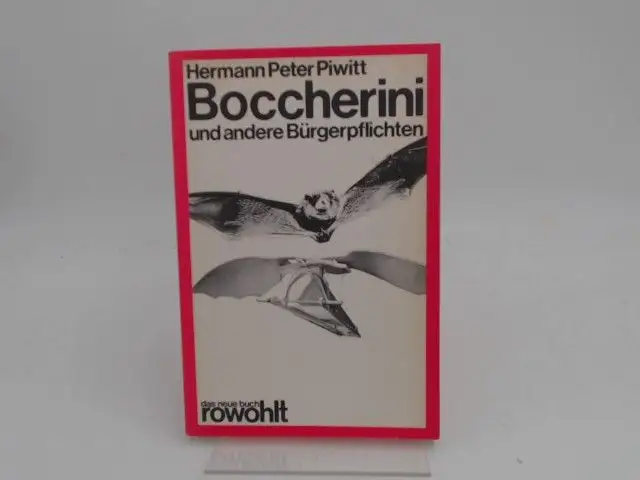 Hermann Peter Piwitt
Boccherini
und andere Bürgerpflichten
das neue buch
rowohlt